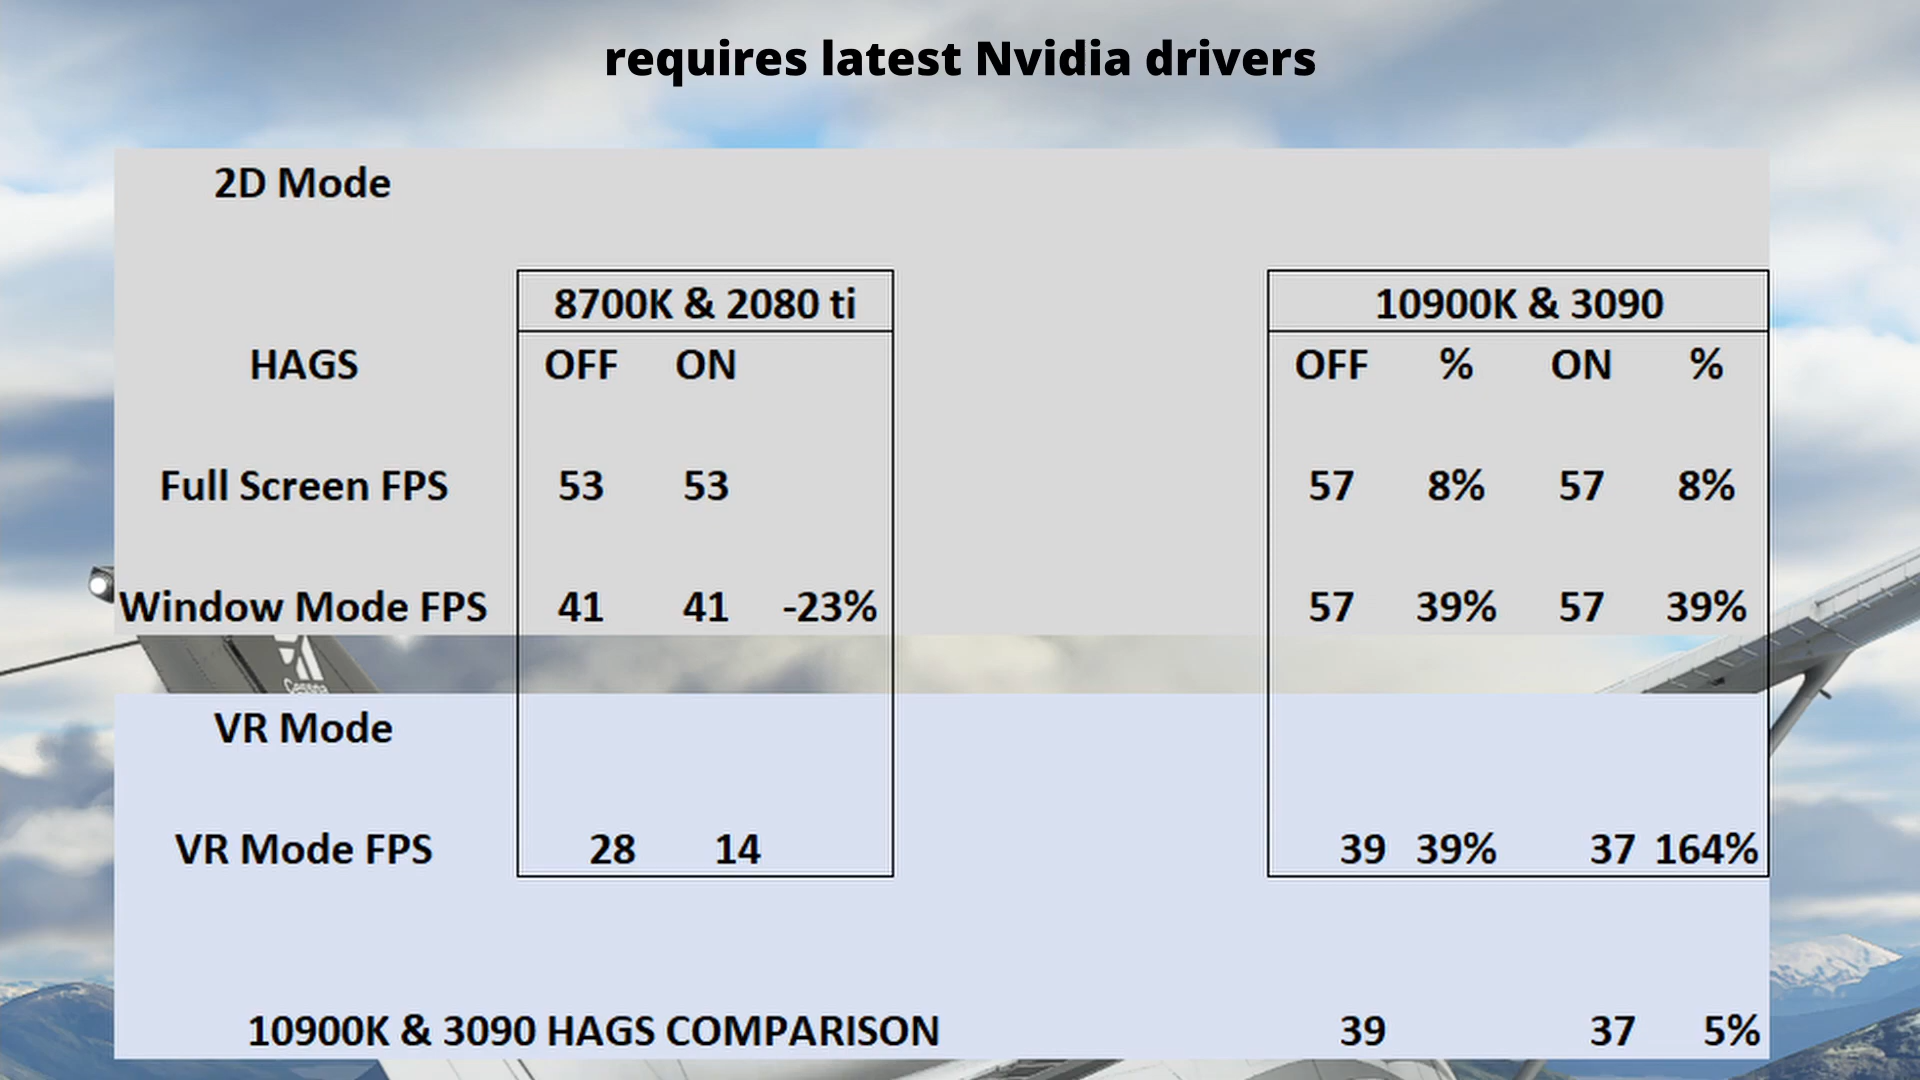 requires latest Nvidia drivers
2D Mode
8700K & 2080 ti 10900K & 3090
HAGS OFF ON OFF % ON %
Full Screen FPS 53 53 57 8% 57 8%
Window Mode FPS 41 41 -23% 57 39% 57 39%
Cessna
VR Mode
VR Mode FPS 28 14 39 39% 37 164%
10900K & 3090 HAGS COMPARISON 39 37 5%